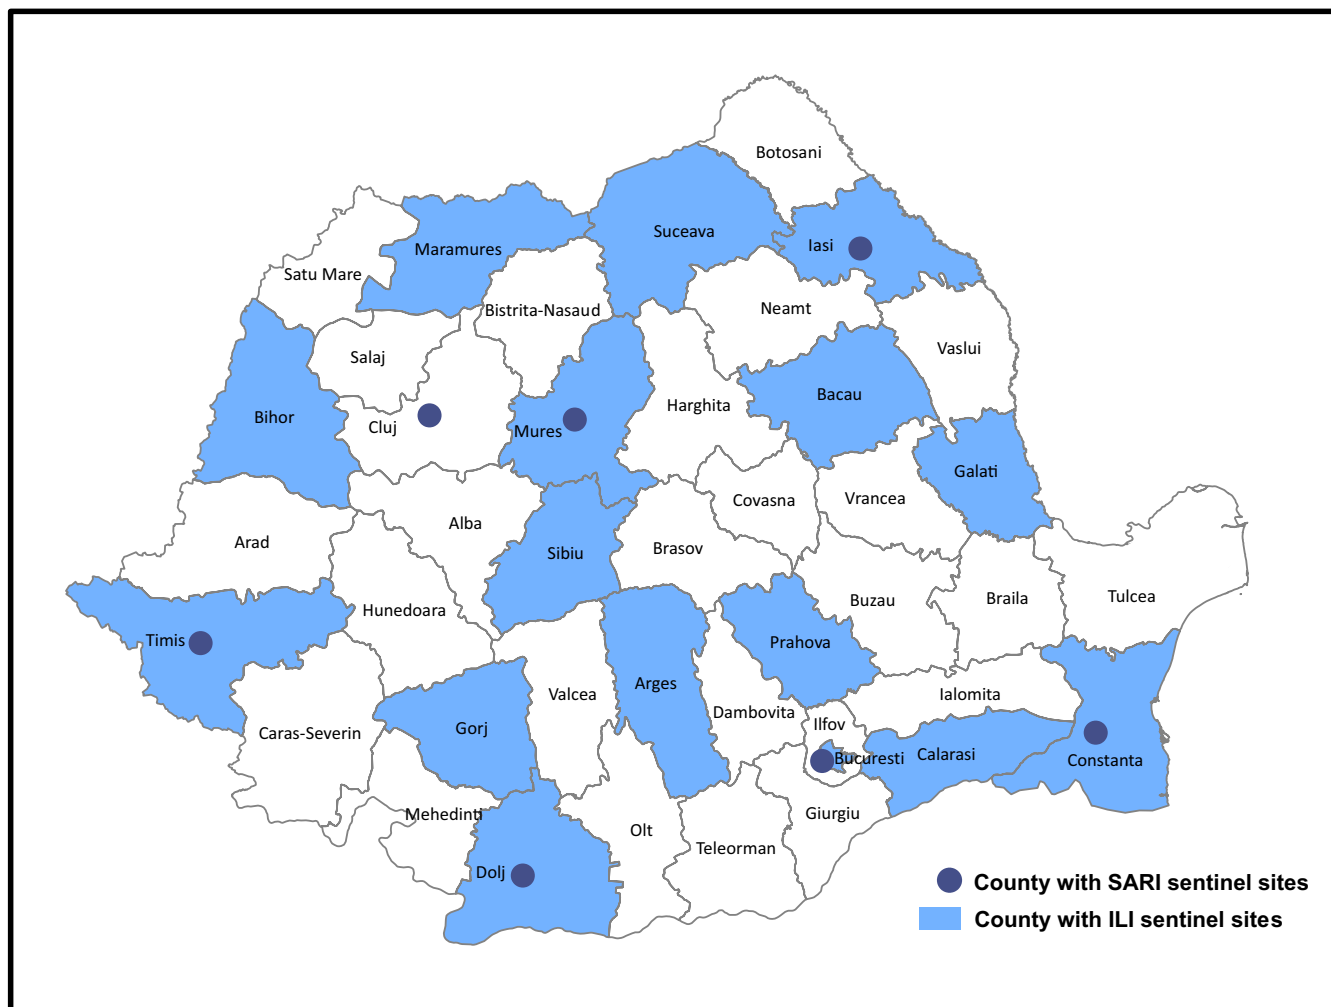 Botosani
Suceava
Iasi
Maramures
Satu Mare
Bistrita-Nasaud
Neamt
Vaslui
Salaj
Bacau
Harghita
Bihor
Cluj
Mures
Galati
Covasna
Vrancea
Alba
Arad
Sibiu
Brasov
Hunedoara
Buzau
Braila
Tulcea
Timis
Prahova
Arges
Valcea
Ialomita
Dambovita
Ilfov
Gorj
Caras-Severin
Bucuresti
Calarasi
Constanta
Mehedinti
Giurgiu
Olt
Teleorman
Dolj
County with SARI sentinel sites
County with ILI sentinel sites